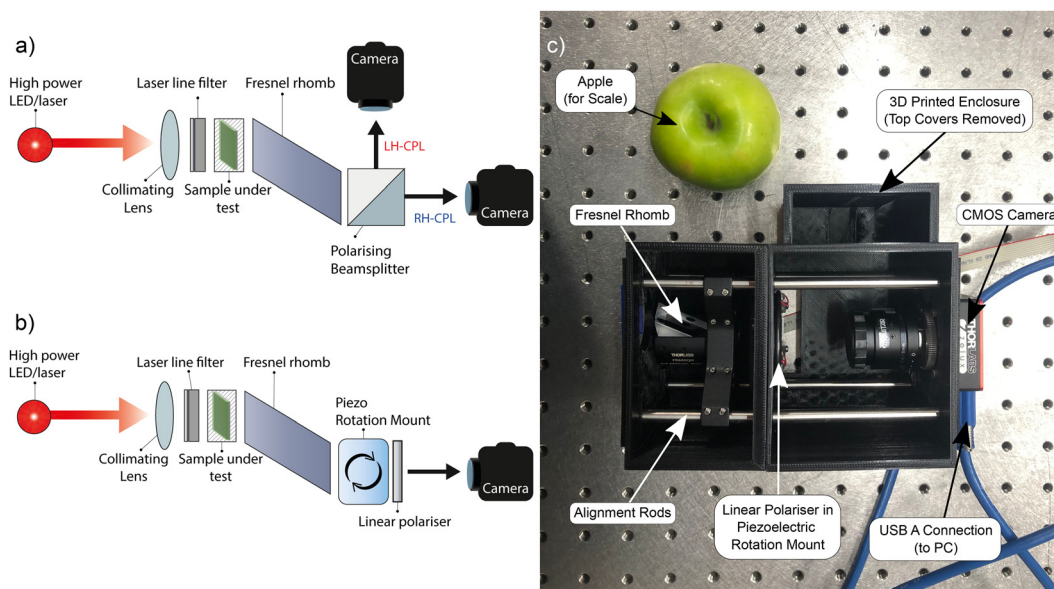 a)
High power
LED/laser
Laser line filter
Fresnel rhomb
Camera
LH-CPL
RH-CPL
Camera
Collimating
Lens
Sample under
test
Polarising
Beamsplitter
b)
High power
LED/laser
Laser line filter
Fresnel rhomb
Piezo
Rotation Mount
Collimating
Lens
Sample under
test
Linear polariser
Camera
c)
Apple
(for Scale)
3D Printed Enclosure
(Top Covers Removed)
Fresnel Rhomb
CMOS Camera
THORLABS
THORLABS
ZOLUX
Alignment Rods
Linear Polariser in
Piezoelectric
Rotation Mount
USB A Connection
(to PC)